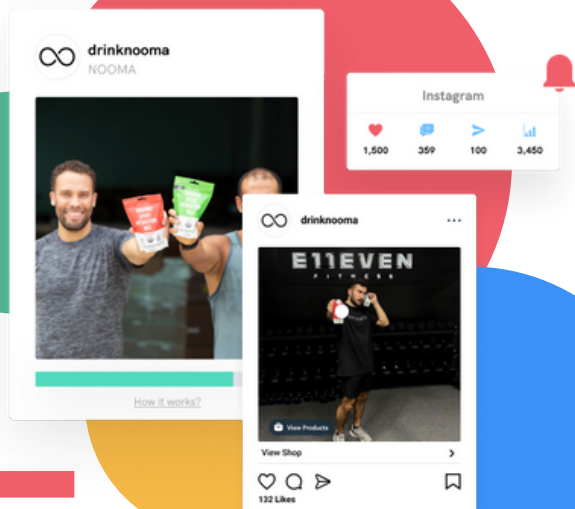 drinknooma
NOOMA
Instagram
1,500 359 100 3,450
How it works?
drinknooma
E11EVEN
FITNESS
View Products
View Shop
132 Likes